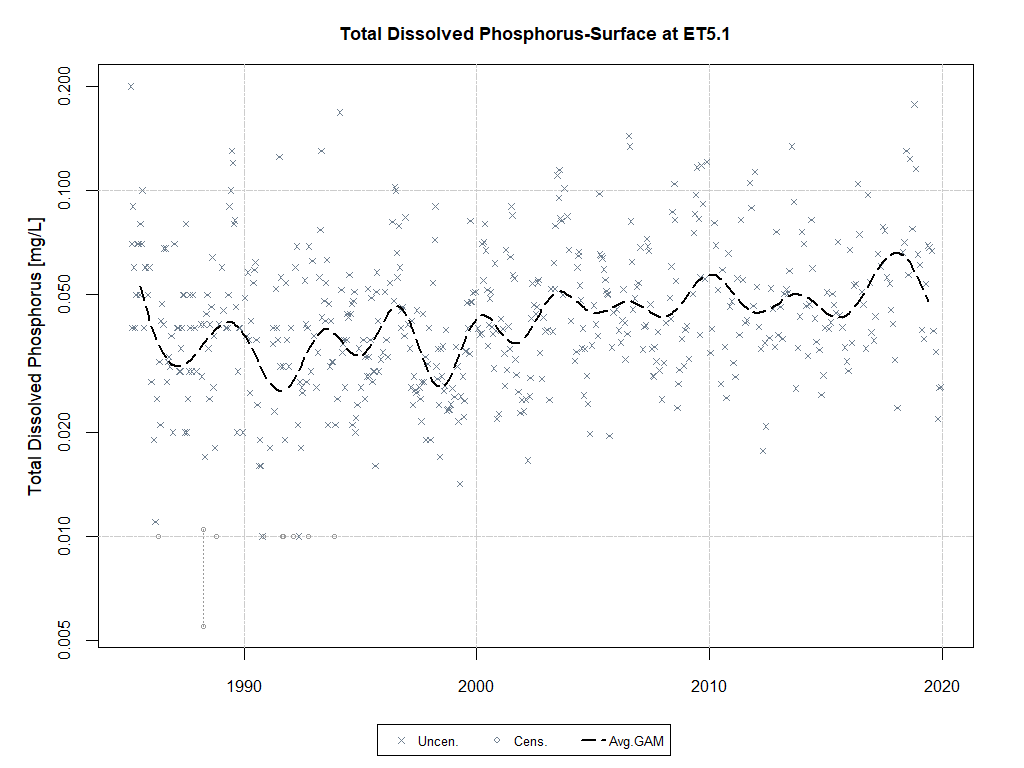 Total Dissolved Phosphorus-Surface at ET5.1
Total Dissolved Phosphorus [mg/L]
0.200
0.100
0.050
0.020
0.010
0.005
1990 2000 2010 2020
Uncen. Cens. Avg.GAM